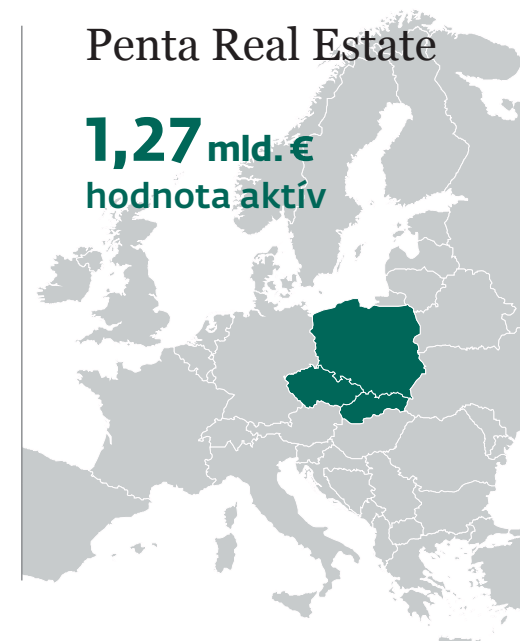 Penta Real Estate
1,27 mld. €
hodnota aktív